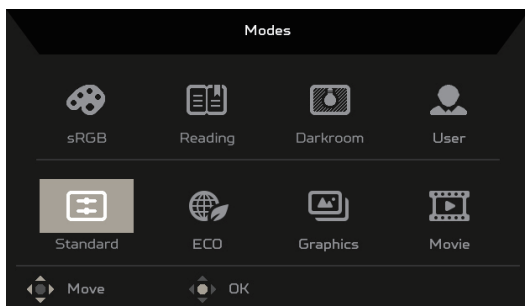 Modes
sRGB Reading Darkroom User
Standard ECO Graphics Movie
Move OK